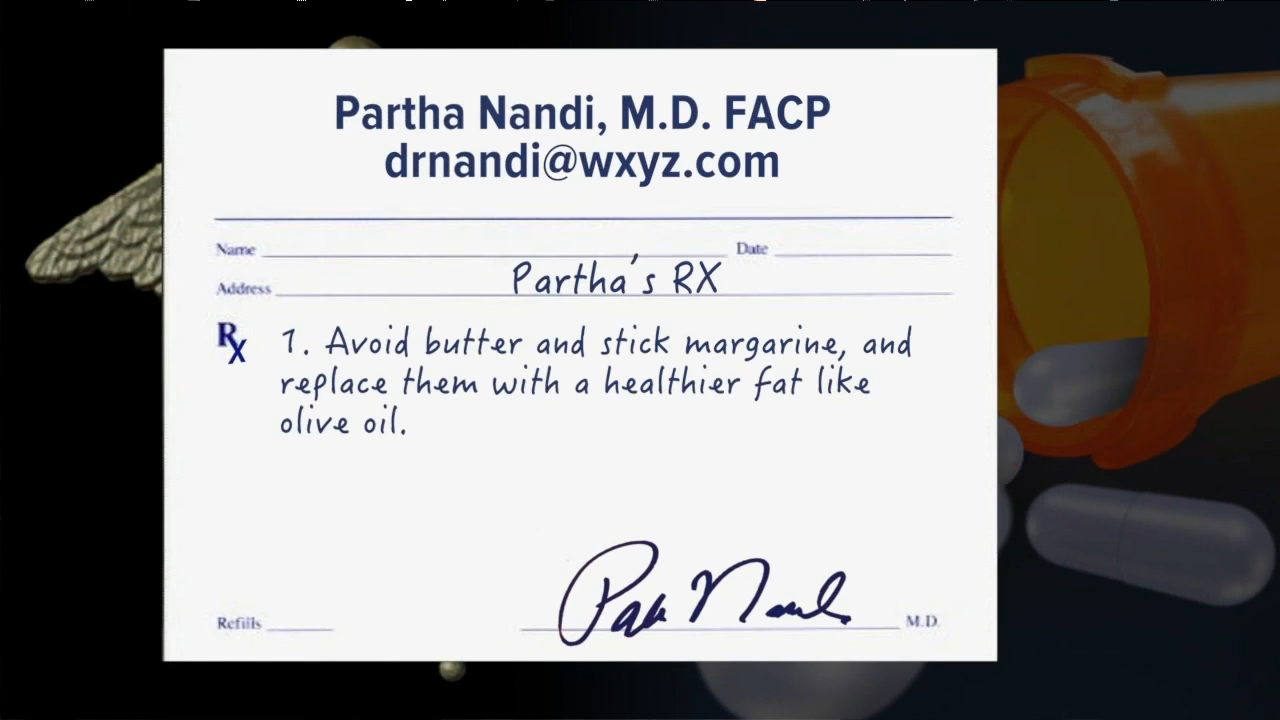 Partha Nandi, M.D. FACP
drnandi@wxyz.com
Name Date
Partha's RX
Address
Rx 1. Avoid butter and stick margarine, and
replace them with a healthier fat like
olive oil.
Refills M.D.